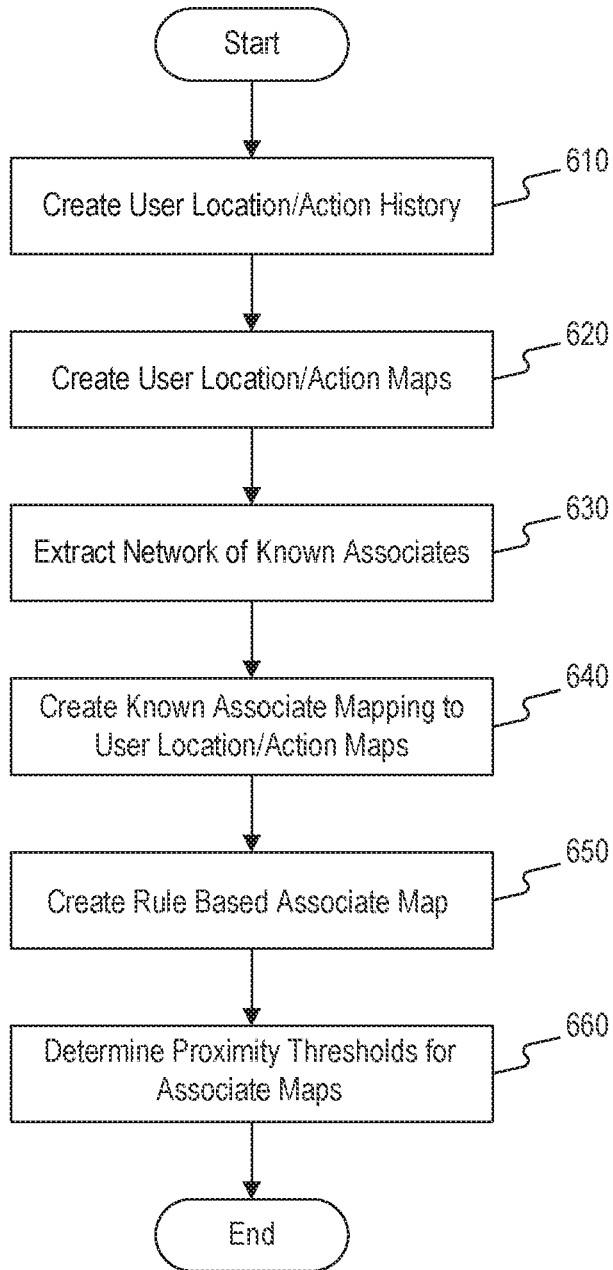 Start
610
Create User Location/Action History
620
Create User Location/Action Maps
630
Extract Network of Known Associates
640
Create Known Associate Mapping to
User Location/Action Maps
650
Create Rule Based Associate Map
660
Determine Proximity Thresholds for
Associate Maps
End